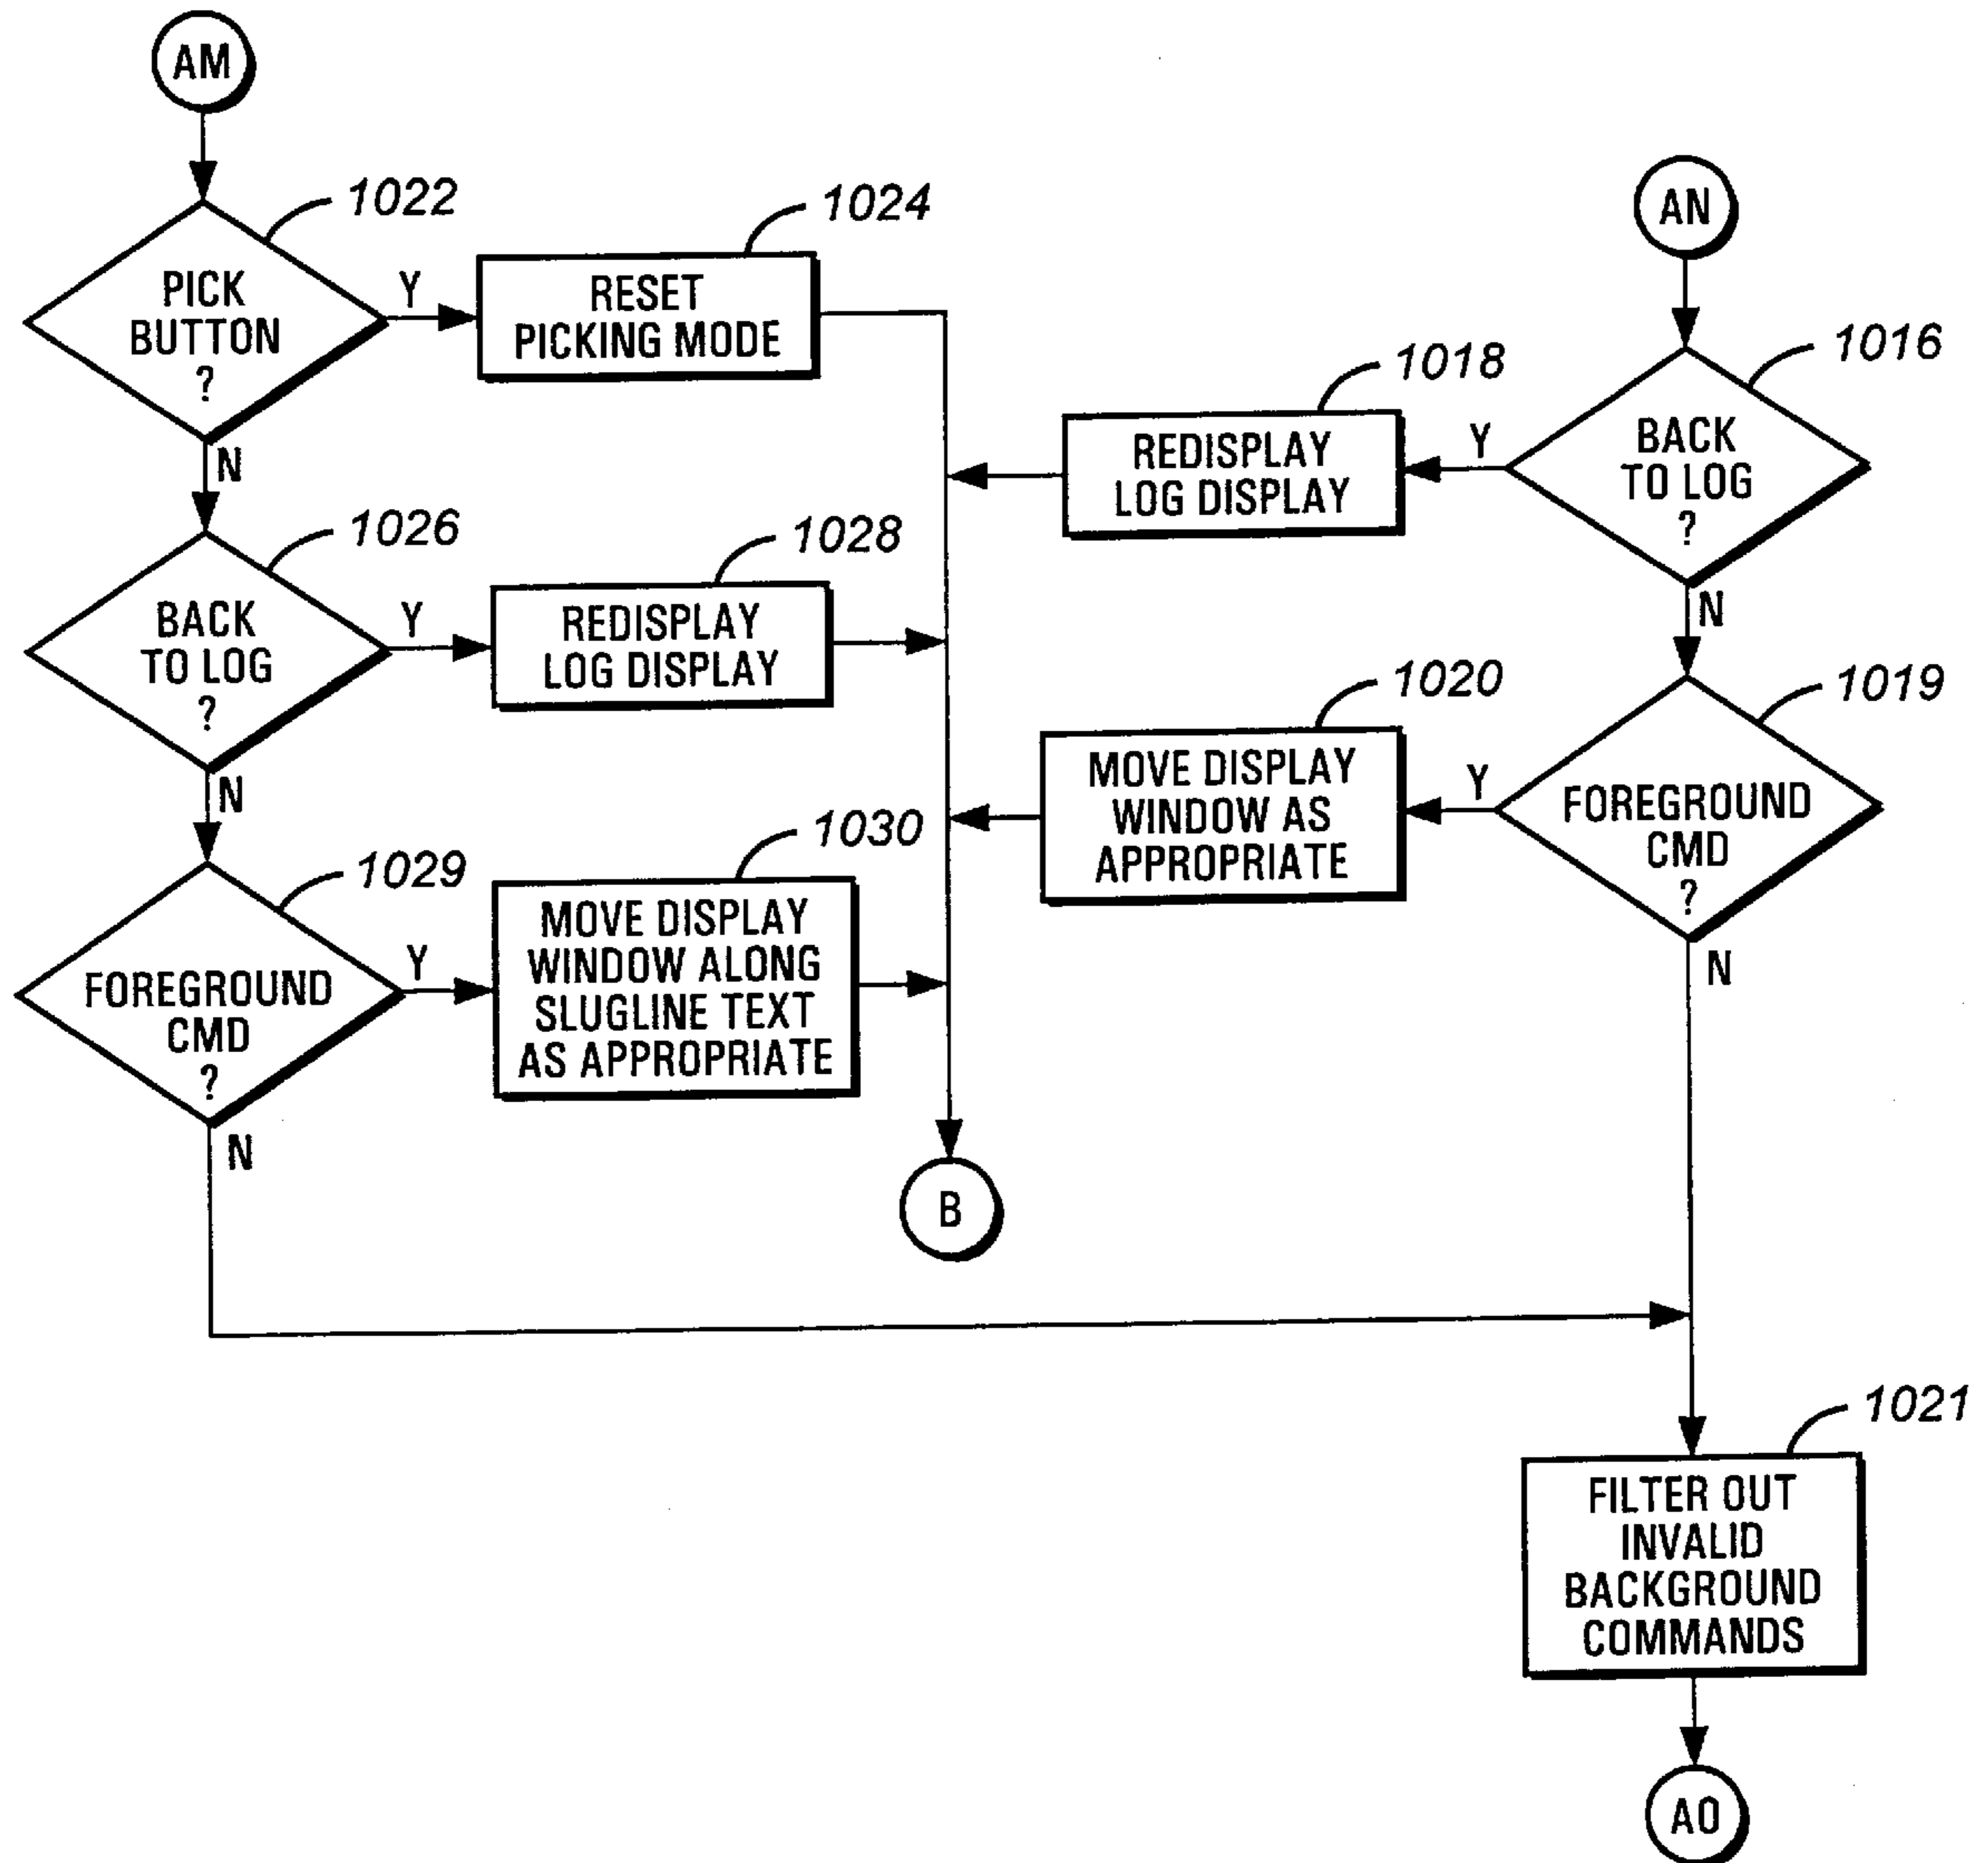 AM
1022
PICK
BUTTON
?
Y
N
1024
RESET
PICKING MODE
1026
BACK
TO LOG
?
Y
N
1028
REDISPLAY
LOG DISPLAY
1029
FOREGROUND
CMD
?
Y
N
1030
MOVE DISPLAY
WINDOW ALONG
SLUGLINE TEXT
AS APPROPRIATE
B
AN
1016
BACK
TO LOG
?
Y
N
1018
REDISPLAY
LOG DISPLAY
1019
FOREGROUND
CMD
?
Y
N
1020
MOVE DISPLAY
WINDOW AS
APPROPRIATE
1021
FILTER OUT
INVALID
BACKGROUND
COMMANDS
AO